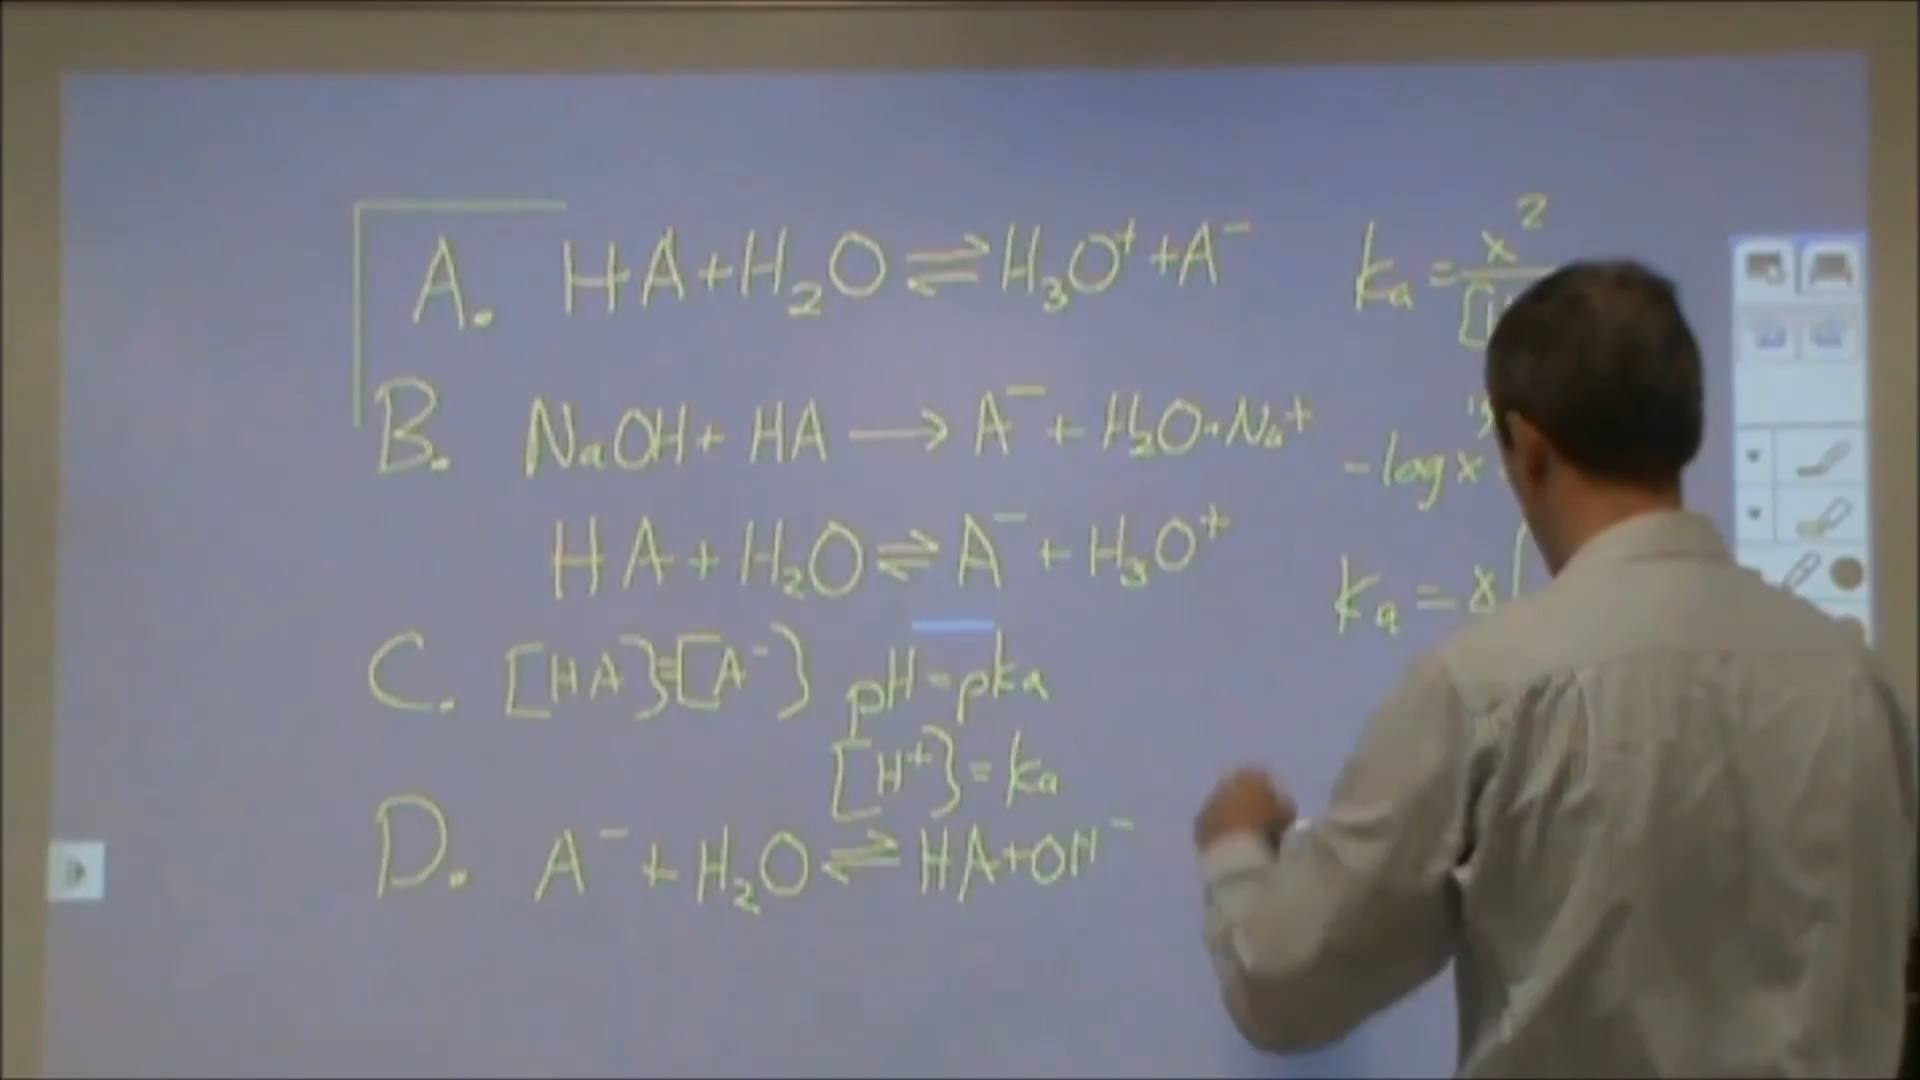 A. HA + H₂O ⇌ H₃O⁺ + A⁻ Ka = x²
B. NaOH + HA → A⁻ + H₂O + Na⁺ -log x
HA + H₂O ⇌ A⁻ + H₃O⁺ Ka = x
C. [HA] = [A⁻) pH = pKa
[H⁺] = Ka
D. A⁻ + H₂O ⇌ HA + OH⁻